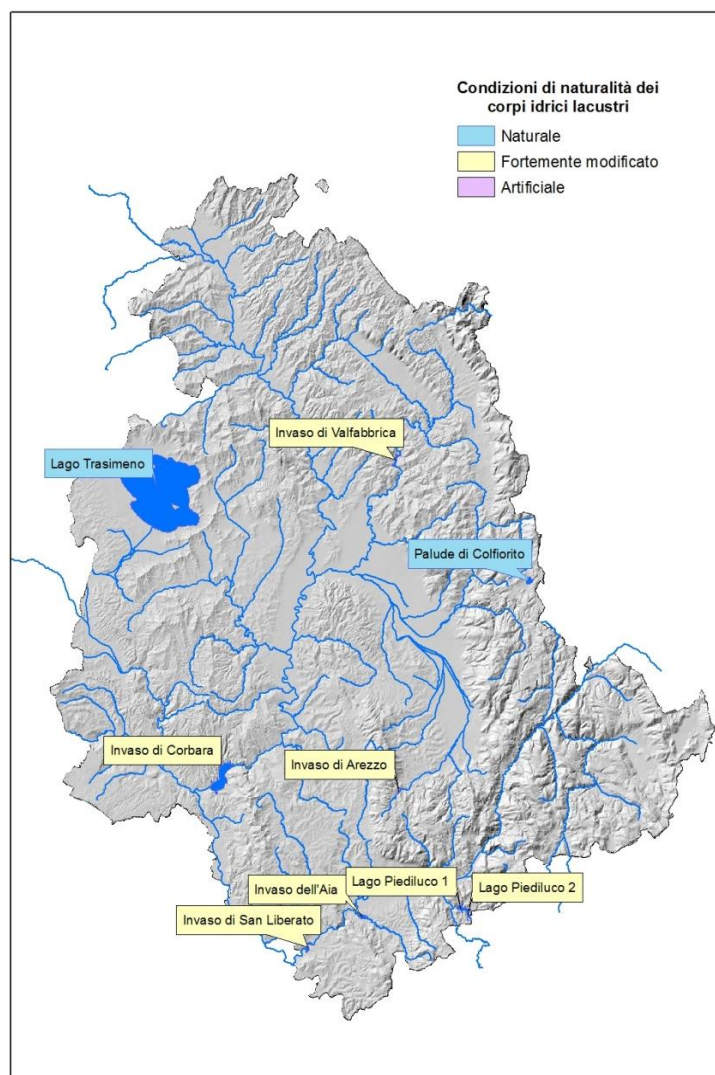 Condizioni di naturalità dei
corpi idrici lacustri
Naturale
Fortemente modificato
Artificiale
Invaso di Valfabbrica
Lago Trasimeno
Palude di Colfiorito
Invaso di Corbara
Invaso di Arezzo
Lago Piediluco 1
Invaso dell'Aia
Lago Piediluco 2
Invaso di San Liberato